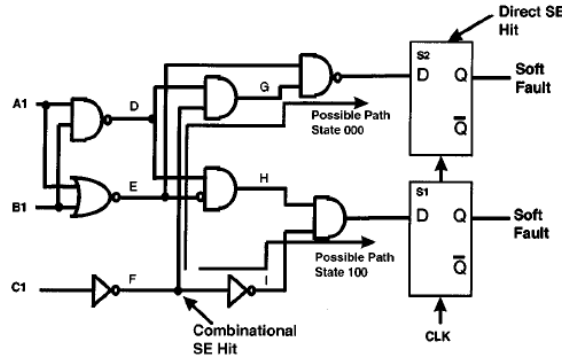 Direct SE
Hit
S2
D
Q
Q
Soft
Fault
A1
D
G
Possible Path
State 000
B1
E
H
S1
D
Q
Q
Soft
Fault
Possible Path
State 100
C1
F
I
Combinational
SE Hit
CLK